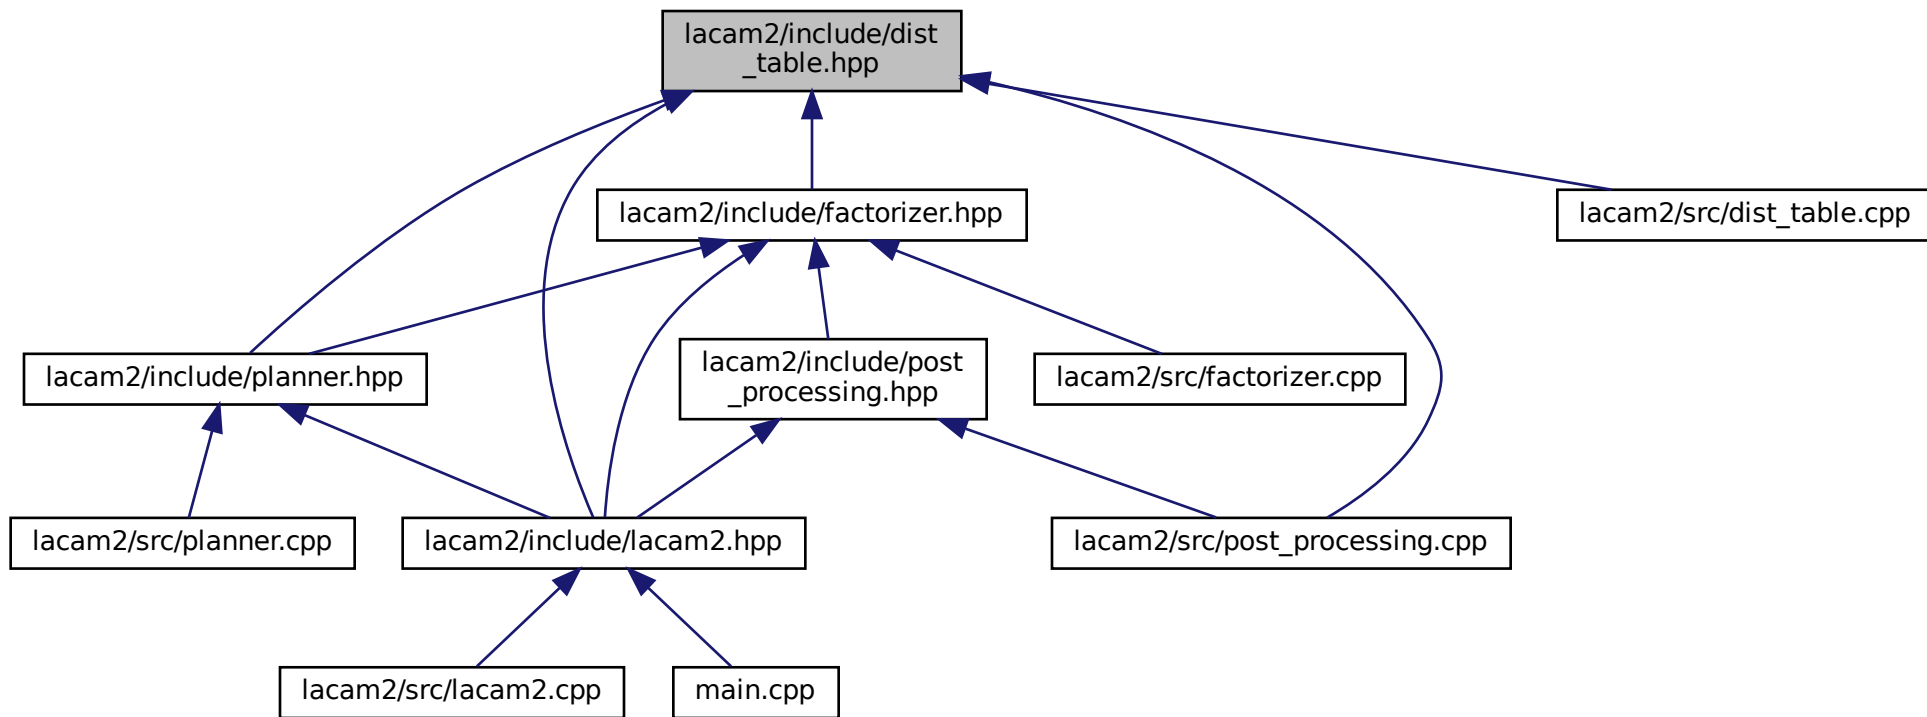 lacam2/include/dist
_table.hpp
lacam2/include/factorizer.hpp
lacam2/src/dist_table.cpp
lacam2/include/planner.hpp
lacam2/include/post
_processing.hpp
lacam2/src/factorizer.cpp
lacam2/src/planner.cpp
lacam2/include/lacam2.hpp
lacam2/src/post_processing.cpp
lacam2/src/lacam2.cpp
main.cpp